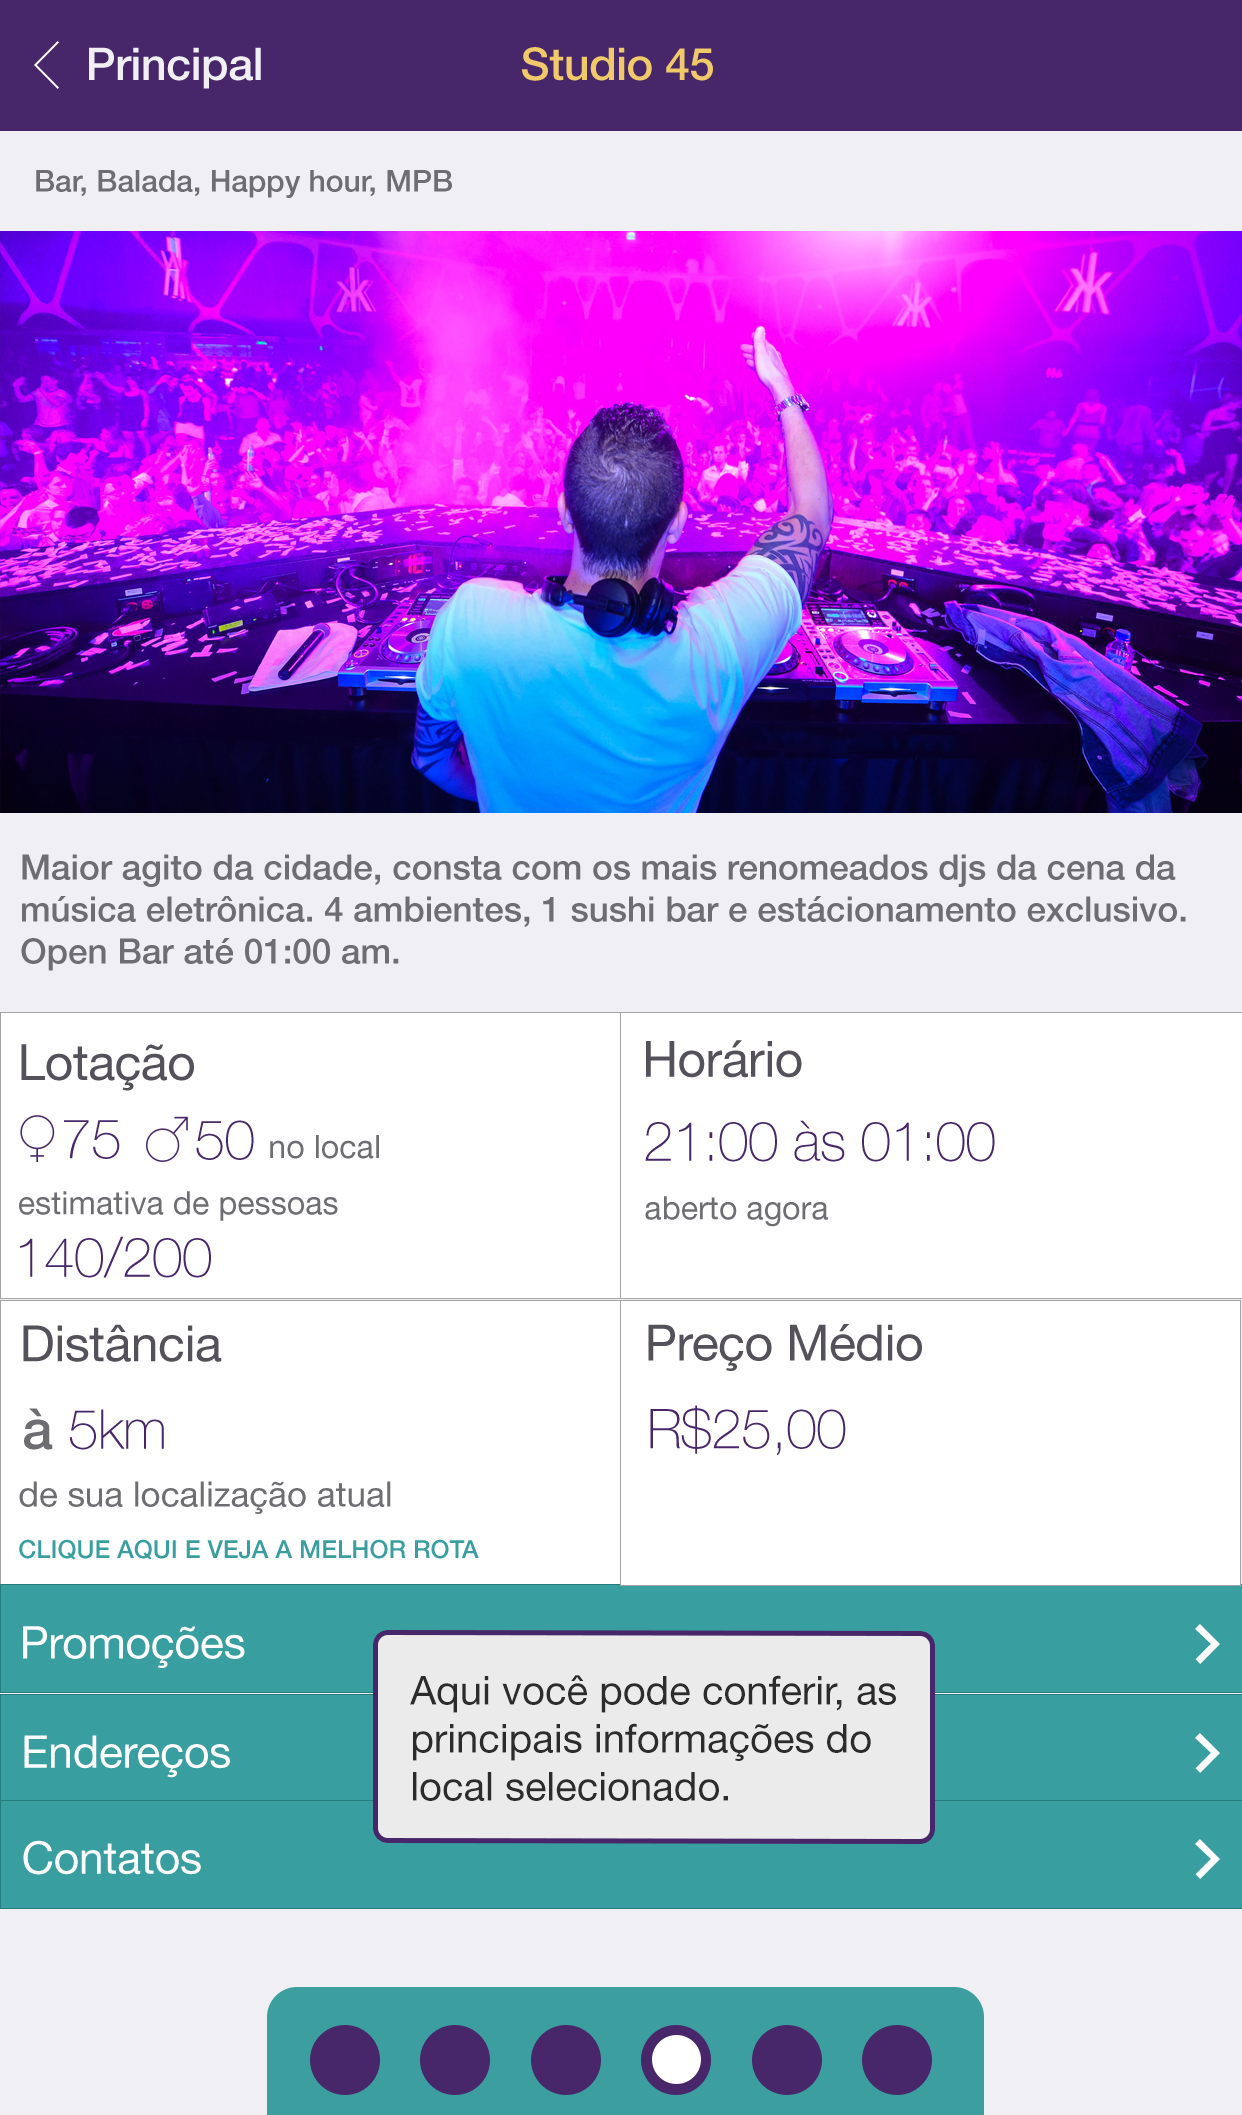 Principal
Studio 45
Bar, Balada, Happy hour, MPB
Maior agito da cidade, consta com os mais renomeados djs da cena da
música eletrônica. 4 ambientes, 1 sushi bar e estácionamento exclusivo.
Open Bar até 01:00 am.
Lotação
♀75 ♂50 no local
estimativa de pessoas
140/200
Horário
21:00 às 01:00
aberto agora
Distância
à 5km
de sua localização atual
CLIQUE AQUI E VEJA A MELHOR ROTA
Preço Médio
R$25,00
Promoções
Endereços
Contatos
Aqui você pode conferir, as
principais informações do
local selecionado.